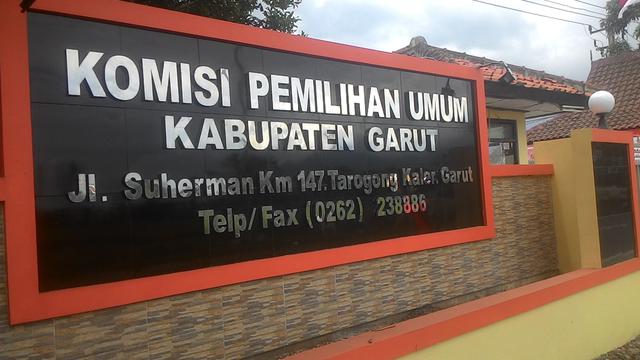 KOMISI PEMILIHAN UMUM
KABUPATEN GARUT
Jl. Suherman Km 147.Tarogong Kaler. Garut
Telp/Fax (0262) 238886